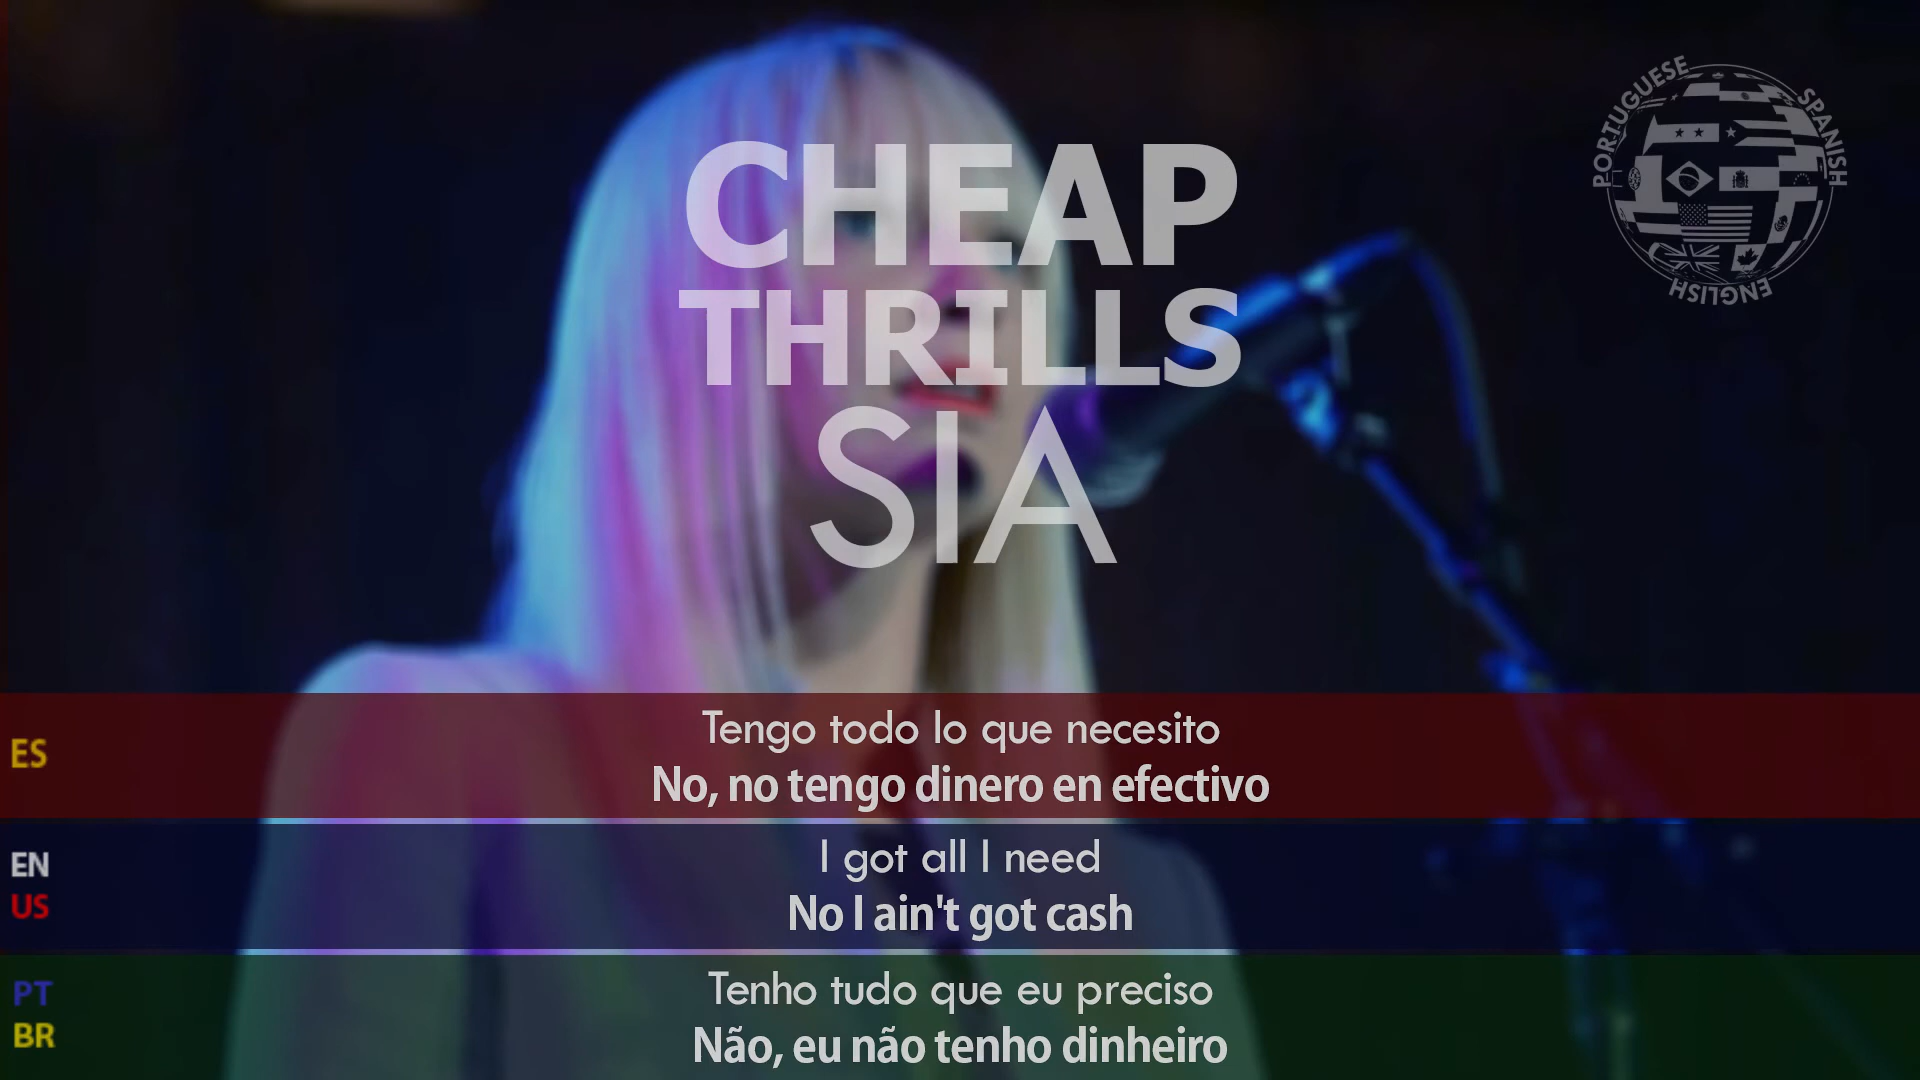 CHEAP
THRILLS
SIA
PORTUGUESE
SPANISH
ENGLISH
ES
Tengo todo lo que necesito
No, no tengo dinero en efectivo
EN
US
I got all I need
No I ain't got cash
PT
BR
Tenho tudo que eu preciso
Não, eu não tenho dinheiro